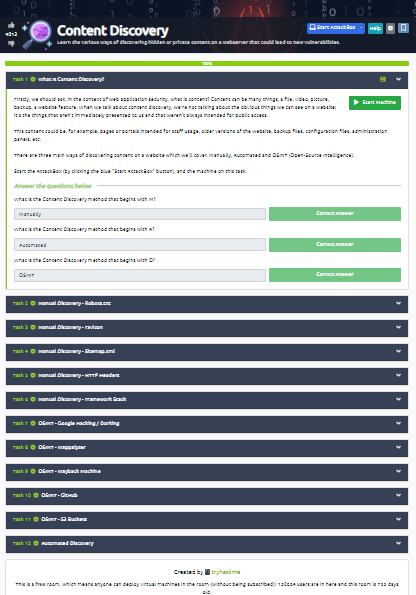 4012
Content Discovery
Learn the various ways of discovering hidden or private content on a webserver that could lead to new vulnerabilities.
Start AttackBox
Help
100%
Task 1 What Is Content Discovery?
Firstly, we should ask, in the context of web application security, what is content? Content can be many things, a file, video, picture,
backup, a website feature. When we talk about content discovery, we're not talking about the obvious things we can see on a website;
it's the things that aren't immediately presented to us and that weren't always intended for public access.
Start Machine
This content could be, for example, pages or portals intended for staff usage, older versions of the website, backup files, configuration files, administration
panels, etc.
There are three main ways of discovering content on a website which we'll cover. Manually, Automated and OSINT (Open-Source Intelligence).
Start the AttackBox (by clicking the blue "Start AttackBox" button), and the machine on this task.
Answer the questions below
What is the Content Discovery method that begins with M?
Manually
Correct Answer
What is the Content Discovery method that begins with A?
Automated
Correct Answer
What is the Content Discovery method that begins with O?
OSINT
Correct Answer
Task 2 Manual Discovery - Robots.txt
Task 3 Manual Discovery - Favicon
Task 4 Manual Discovery - Sitemap.xml
Task 5 Manual Discovery - HTTP Headers
Task 6 Manual Discovery - Framework Stack
Task 7 OSINT - Google Hacking / Dorking
Task 8 OSINT - Wappalyzer
Task 9 OSINT - Wayback Machine
Task 10 OSINT - GitHub
Task 11 OSINT - S3 Buckets
Task 12 Automated Discovery
Created by tryhackme
This is a free room, which means anyone can deploy virtual machines in the room (without being subscribed)! users are in here and this room is days
old.